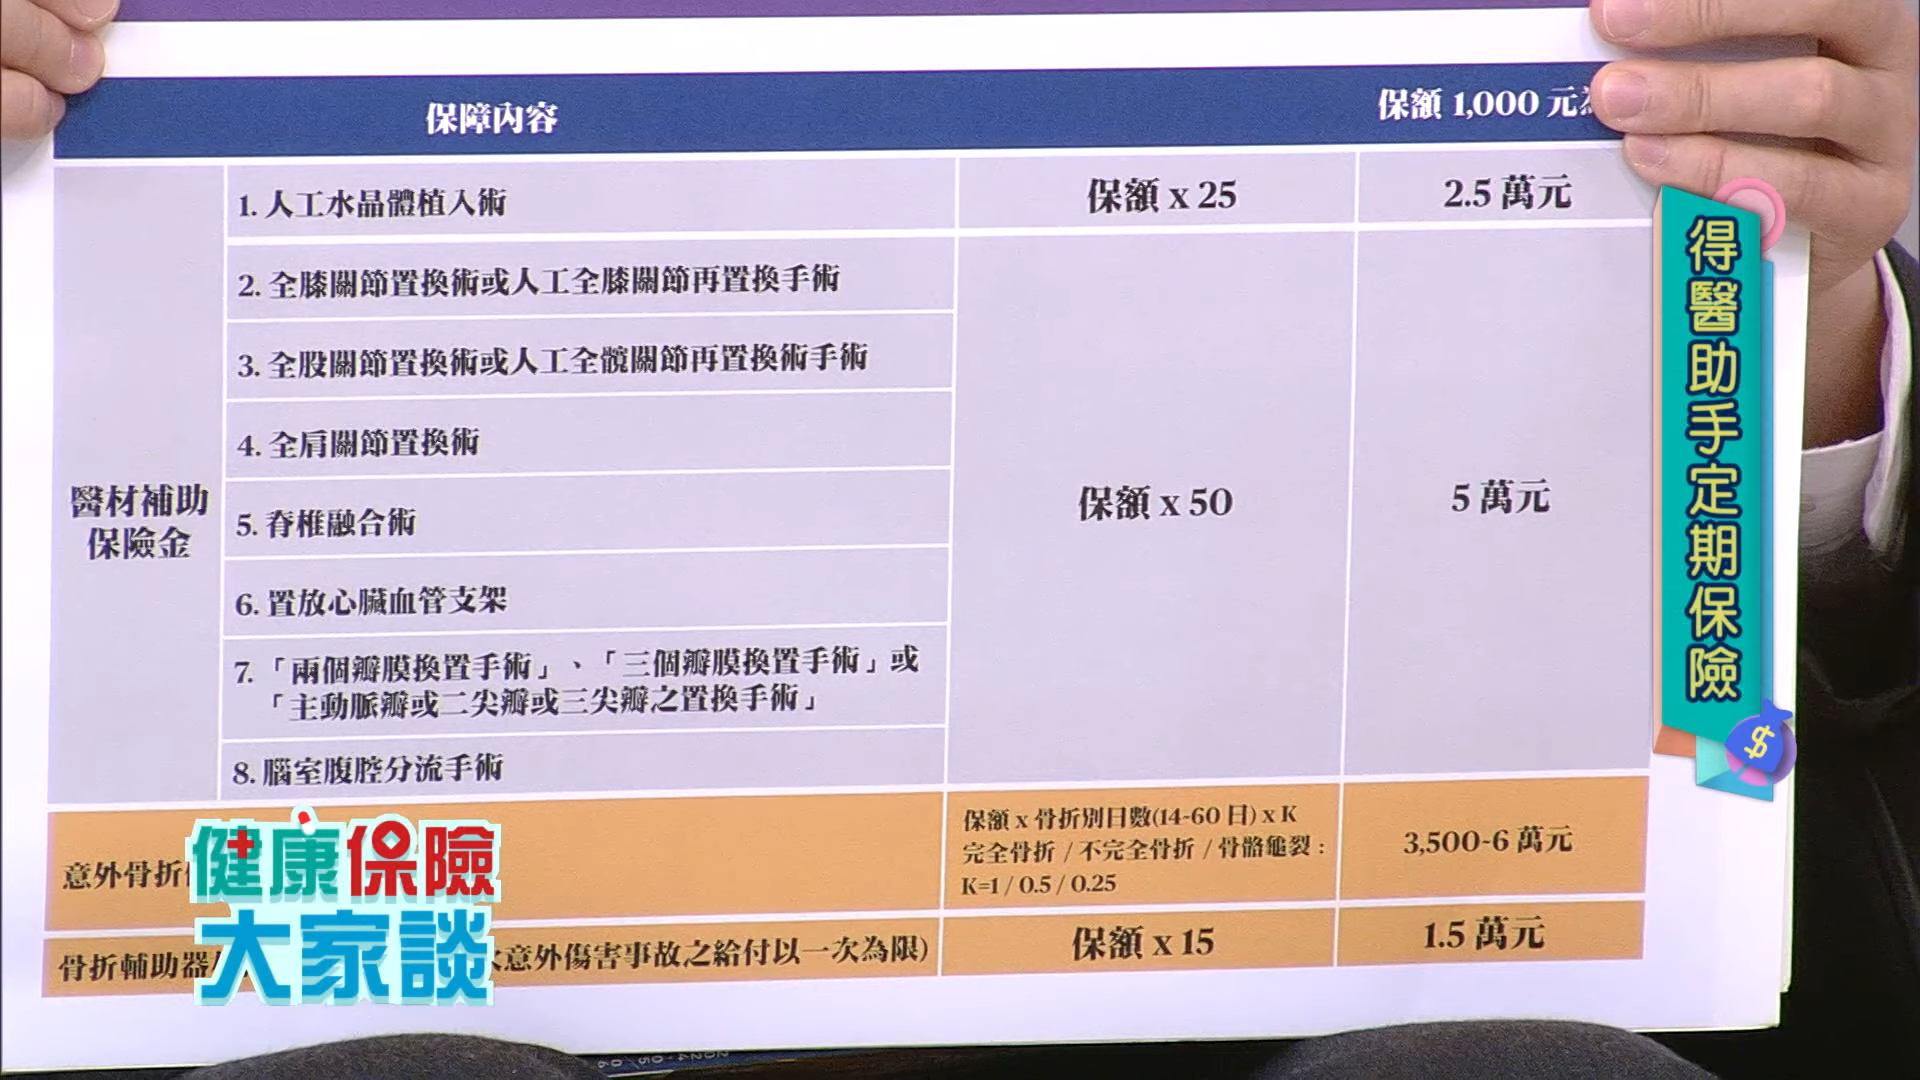 保障內容
保額 1,000 元
醫材補助
保險金
1. 人工水晶體植入術
保額 x 25
2.5 萬元
2. 全膝關節置換術或人工全膝關節再置換手術
3. 全股關節置換術或人工全髖關節再置換術手術
4. 全肩關節置換術
5. 脊椎融合術
6. 置放心臟血管支架
7. 「兩個瓣膜換置手術」、「三個瓣膜換置手術」或
「主動脈瓣或二尖瓣或三尖瓣之置換手術」
8. 腦室腹腔分流手術
保額 x 50
5 萬元
意外骨折
保額 x 骨折別日數(14-60 日) x K
完全骨折 / 不完全骨折 / 骨骼龜裂 :
K=1 / 0.5 / 0.25
3,500-6 萬元
骨折輔助器
意外傷害事故之給付以一次為限)
保額 x 15
1.5 萬元
得醫助手定期保險
$
健康保險
大家談